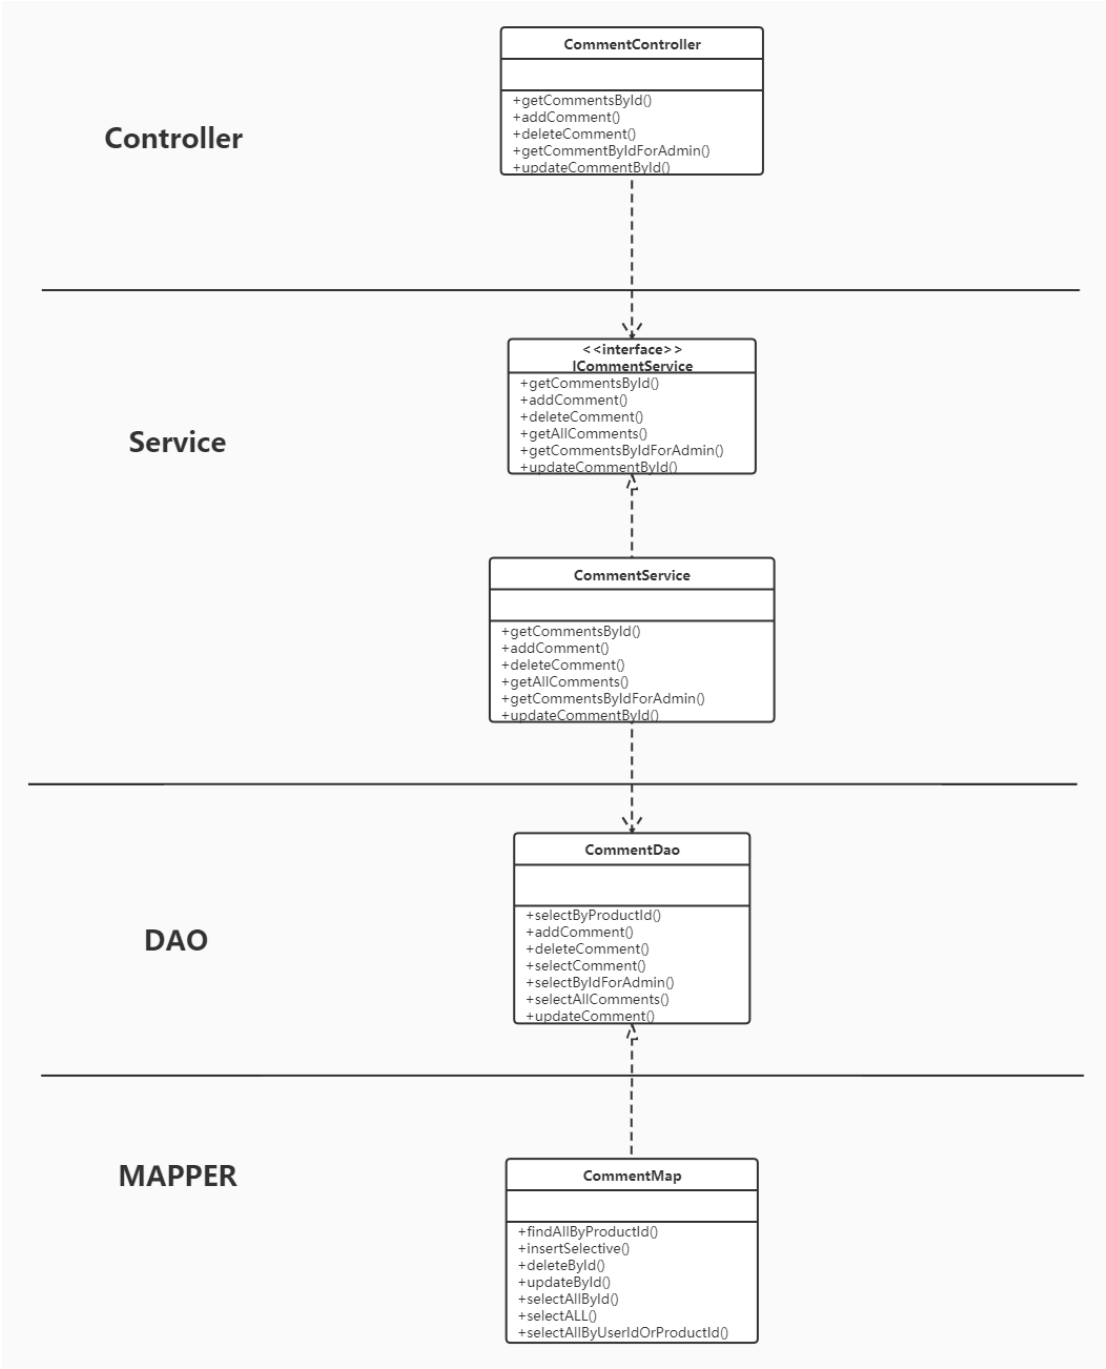 CommentController
+getCommentsById()
+addComment()
+deleteComment()
+getCommentByIdForAdmin()
+updateCommentById()
Controller
<<interface>>
ICommentService
+getCommentsById()
+addComment()
+deleteComment()
+getAllComments()
+getCommentsByIdForAdmin()
+updateCommentById()
Service
CommentService
+getCommentsById()
+addComment()
+deleteComment()
+getAllComments()
+getCommentsByIdForAdmin()
+updateCommentById()
CommentDao
+selectByProductId()
+addComment()
+deleteComment()
+selectComment()
+selectByIdForAdmin()
+selectAllComments()
+updateComment()
DAO
MAPPER
CommentMap
+findAllByProductId()
+insertSelective()
+deleteById()
+updateById()
+selectAllById()
+selectALL()
+selectAllByUserIdOrProductId()